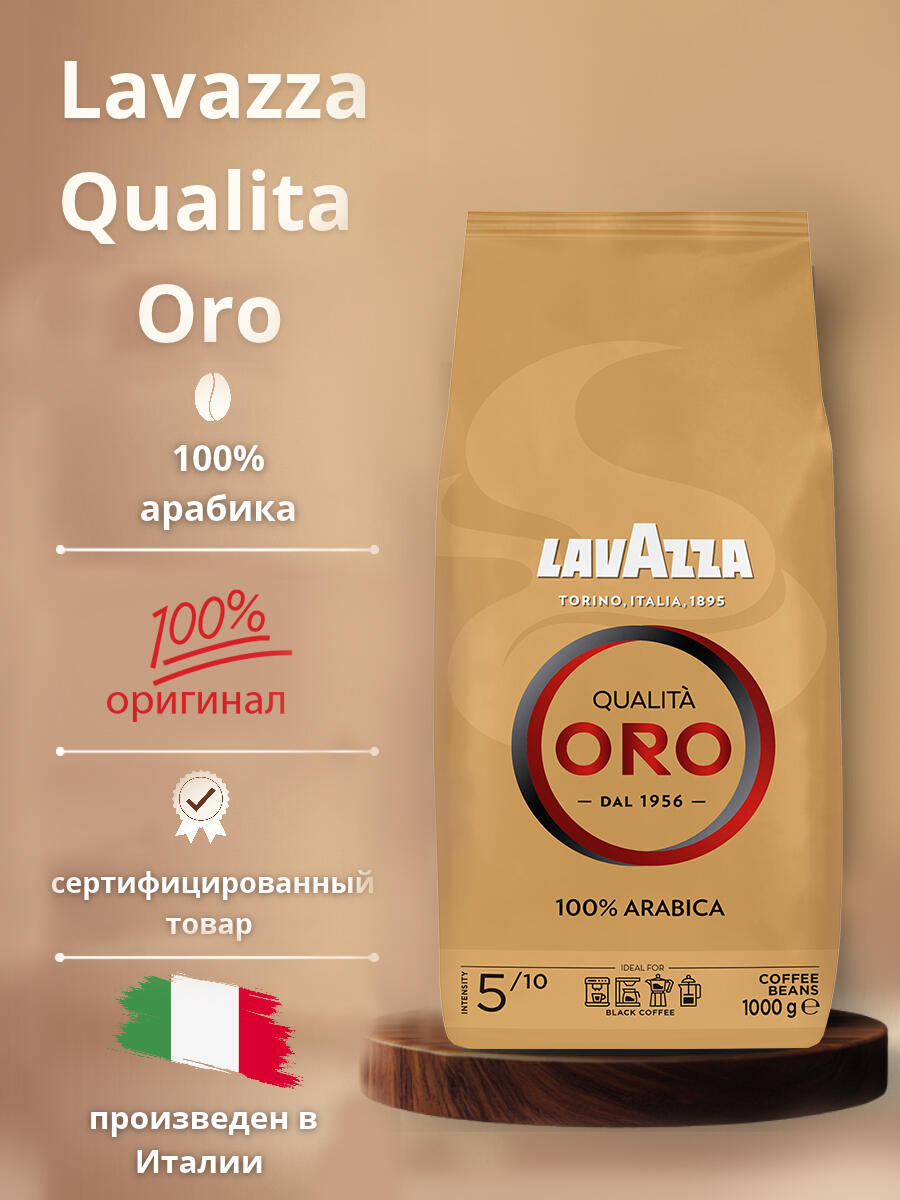 Lavazza
Qualita
Oro
100%
арабика
100%
оригинал
сертифицированный
товар
произведен в
Италии
LAVAZZA
TORINO, ITALIA, 1895
QUALITÀ
ORO
— DAL 1956 —
100% ARABICA
INTENSITY
5/10
IDEAL FOR
BLACK COFFEE
COFFEE
BEANS
1000 g ℮